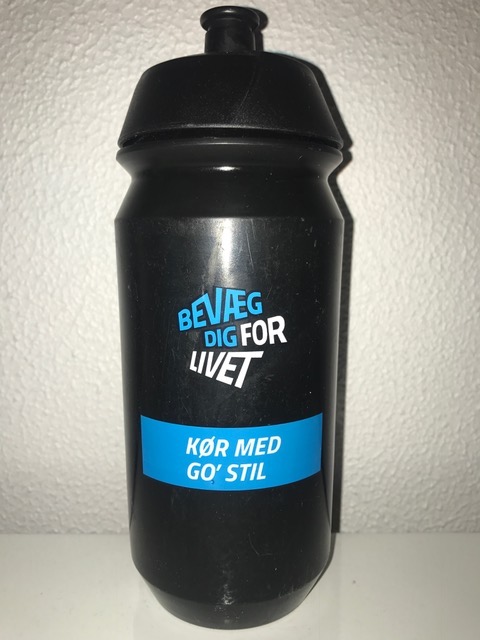 BEVÆG
DIG FOR
LIVET
KØR MED
GO' STIL